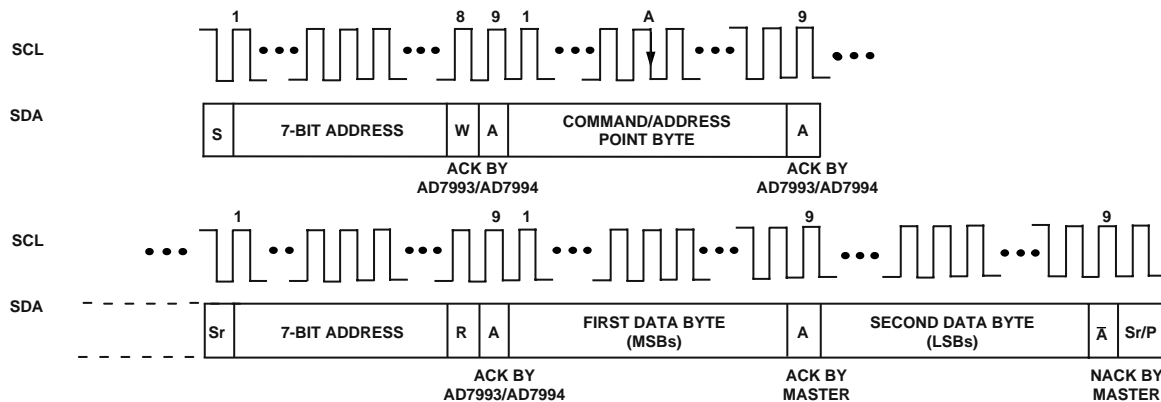 1 8 9 1 A 9
SCL
SDA
S 7-BIT ADDRESS W A COMMAND/ADDRESS POINT BYTE A
ACK BY AD7993/AD7994 ACK BY AD7993/AD7994
1 9 1 9 9
SCL
SDA
Sr 7-BIT ADDRESS R A FIRST DATA BYTE (MSBs) A SECOND DATA BYTE (LSBs) A̅ Sr/P
ACK BY AD7993/AD7994 ACK BY MASTER NACK BY MASTER